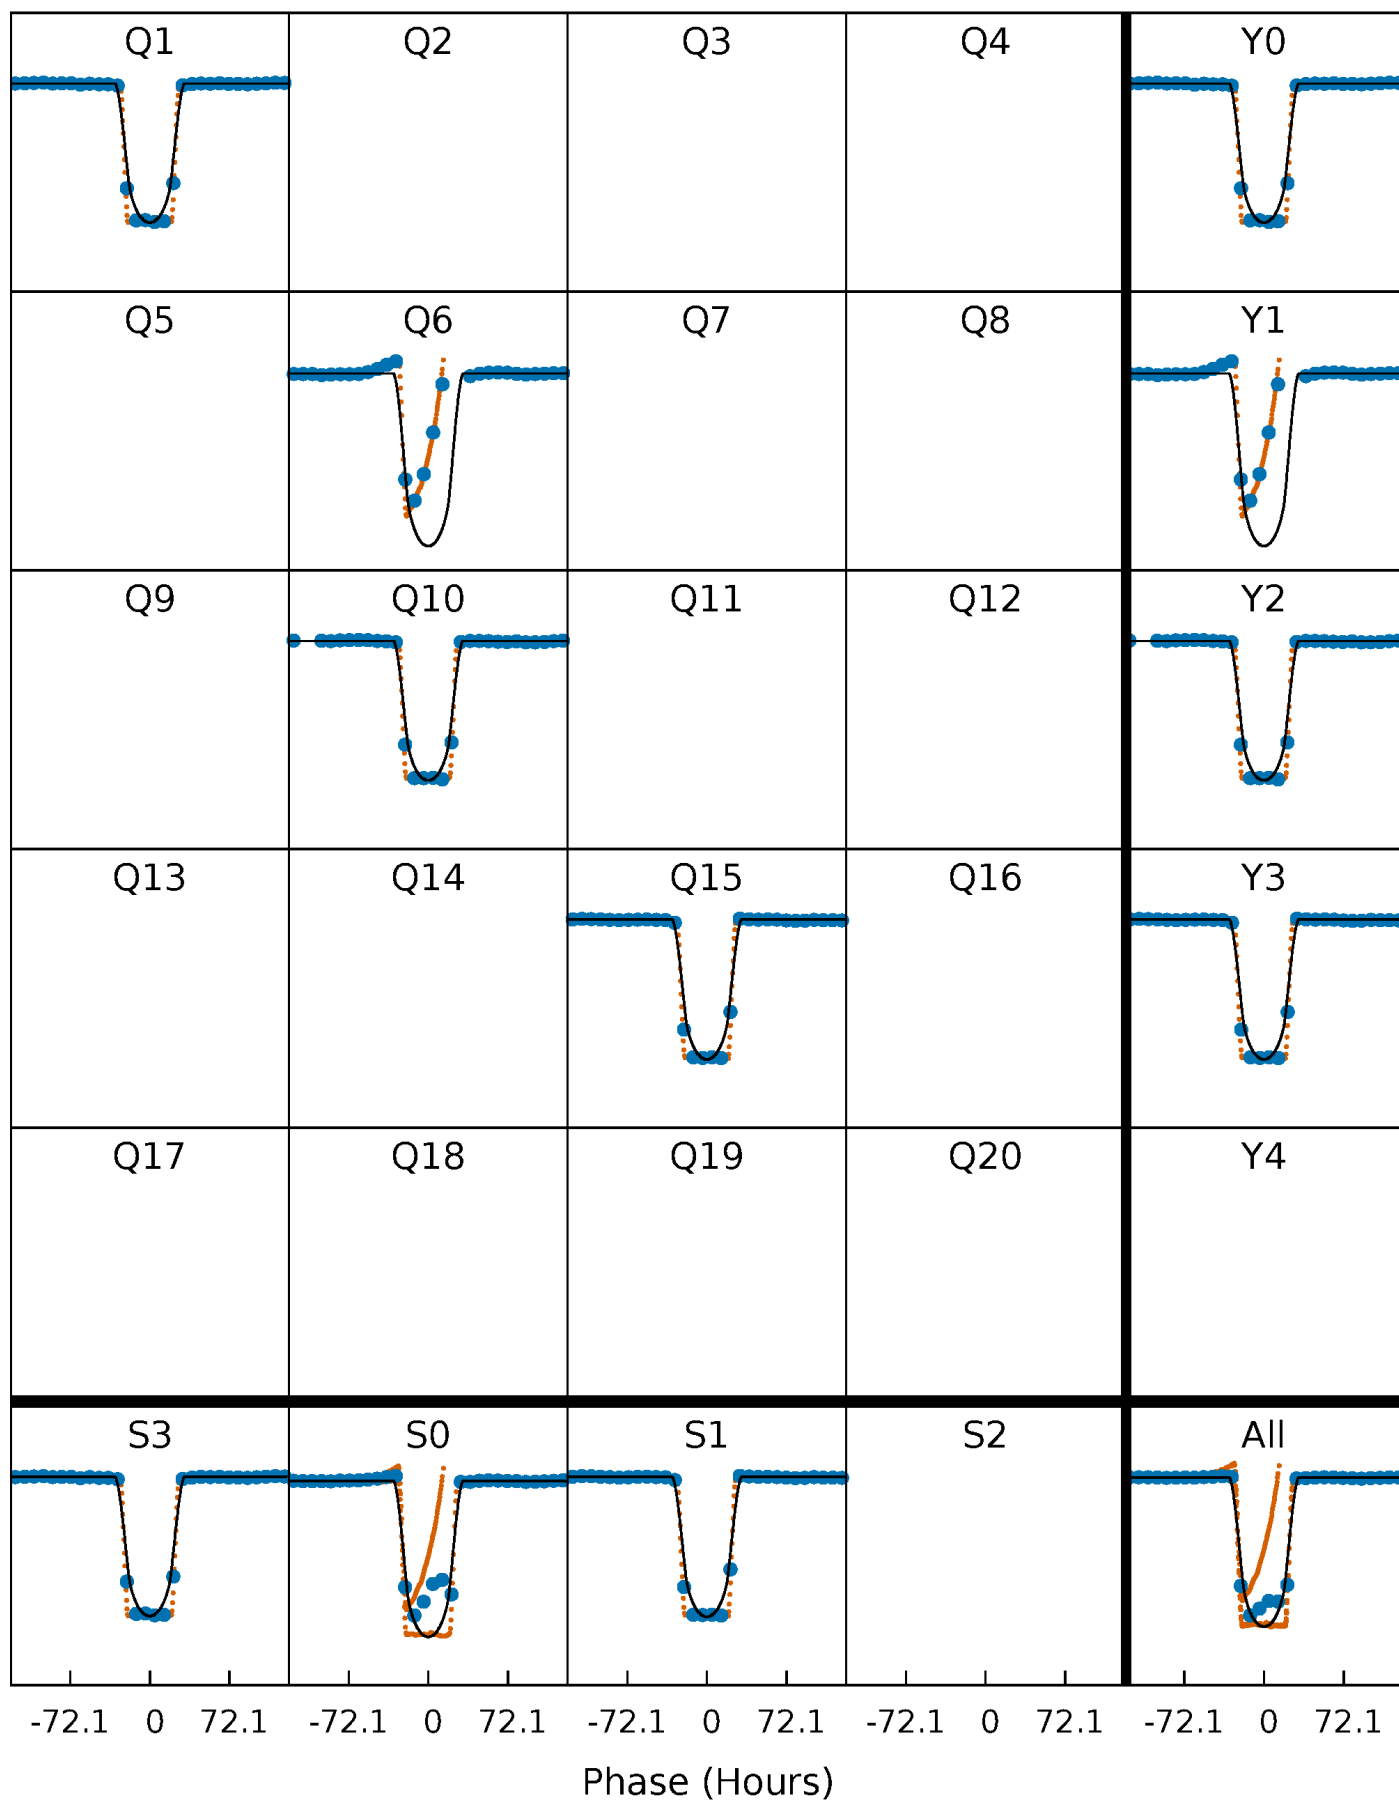 Q1 Q2 Q3 Q4 Y0
Q5 Q6 Q7 Q8 Y1
Q9 Q10 Q11 Q12 Y2
Q13 Q14 Q15 Q16 Y3
Q17 Q18 Q19 Q20 Y4
S3 S0 S1 S2 All
-72.1 0 72.1 -72.1 0 72.1 -72.1 0 72.1 -72.1 0 72.1 -72.1 0 72.1
Phase (Hours)